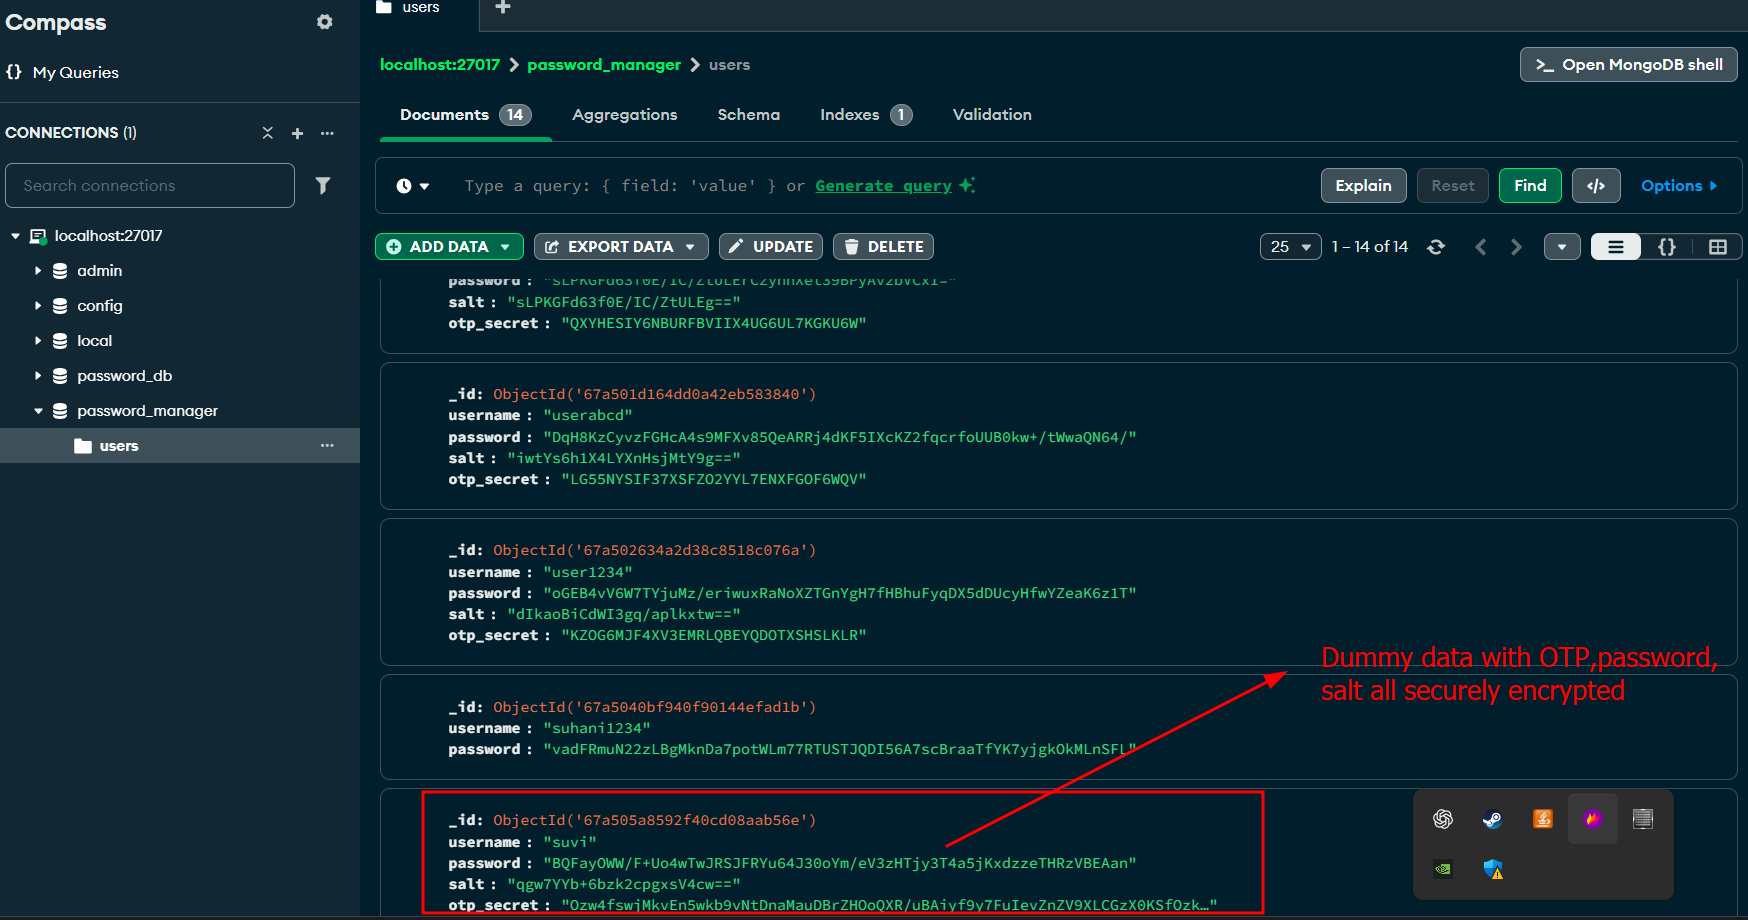 Compass
users
{} My Queries
localhost:27017 > password_manager > users
>_ Open MongoDB shell
Documents 14
Aggregations
Schema
Indexes 1
Validation
CONNECTIONS (1)
Search connections
Type a query: { field: 'value' } or Generate query
Explain
Reset
Find
</>
Options
localhost:27017
admin
config
local
password_db
password_manager
users
ADD DATA
EXPORT DATA
UPDATE
DELETE
25
1 – 14 of 14
{}
password :
salt : "sLPKGFd63f0E/IC/ZtULEg=="
otp_secret : "QXYHESIY6NBURFBVIIX4UG6UL7KGKU6W"
_id: ObjectId('67a501d164dd0a42eb583840')
username : "userabcd"
password : "DqH8KzCyvzFGHcA4s9MFXv85QeARRj4dKF5IXcKZ2fqcrfoUUB0kw+/tWwaQN64/"
salt : "iwtYs6h1X4LYXnHsjMtY9g=="
otp_secret : "LG55NYSIF37XSFZO2YYL7ENXFGOF6WQV"
_id: ObjectId('67a502634a2d38c8518c076a')
username : "user1234"
password : "oGEB4vV6W7TYjuMz/eriwuxRaNoXZTGnYgH7fHBhuFyqDX5dDUcyHfwYZeaK6z1T"
salt : "dIkaoBiCdWI3gq/aplkxtw=="
otp_secret : "KZOG6MJF4XV3EMRLQBEYQDOTXSHSLKLR"
Dummy data with OTP,password,
salt all securely encrypted
_id: ObjectId('67a5040bf940f90144efad1b')
username : "suhani1234"
password : "vadFRmuN22zLBgMknDa7potWLm77RTUSTJQDI56A7scBraaTfYK7yjgkOkMLnSFL"
_id: ObjectId('67a505a8592f40cd08aab56e')
username : "suvi"
password : "BQFayOWW/F+Uo4wTwJRSJFRYu64J30oYm/eV3zHTjy3T4a5jKxdzzeTHRzVBEAan"
salt : "qgw7YYb+6bzk2cpgxsV4cw=="
otp_secret : "Ozw4fswjMkvEn5wkb9vNtDnaMauDBrZHOoQXR/uBAiyf9y7FuIevZnZV9XLCGzX0KSfOzk…"